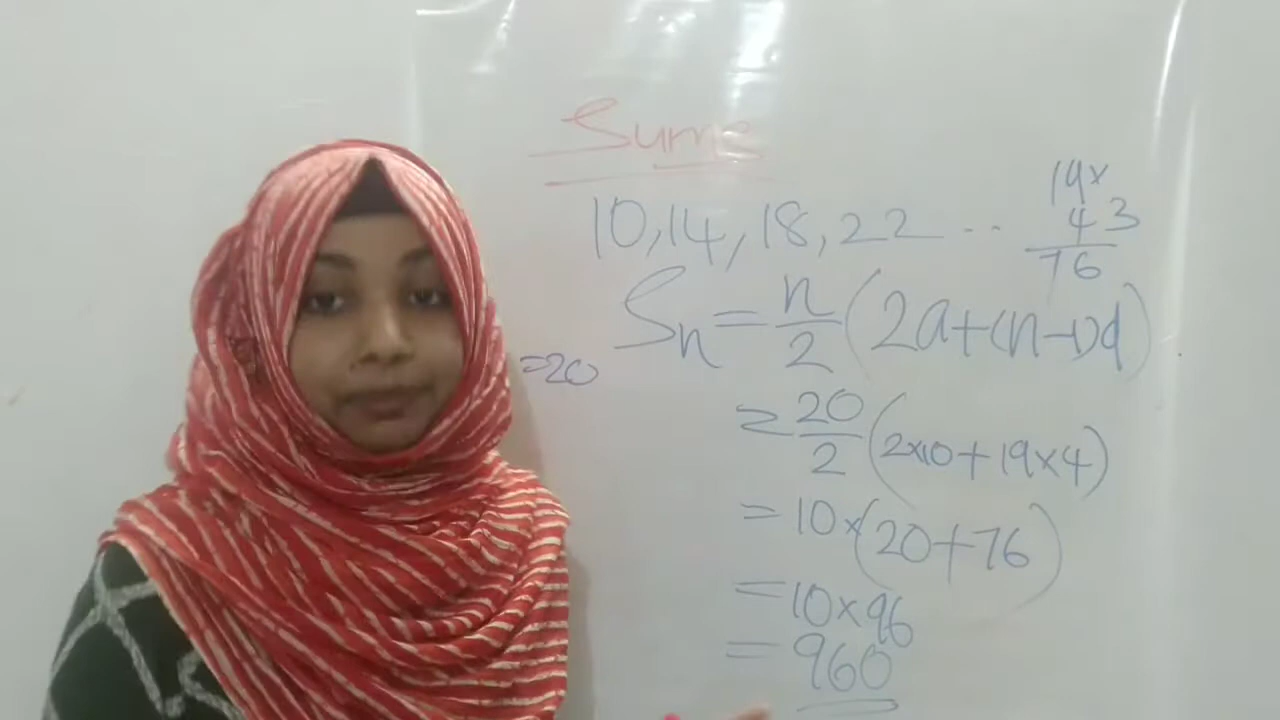 Sums
10, 14, 18, 22 ...
19×
4 3
76
Sn = n/2 (2a+(n-1)d)
=20
= 20/2 (2×10+19×4)
= 10×(20+76)
= 10×96
= 960